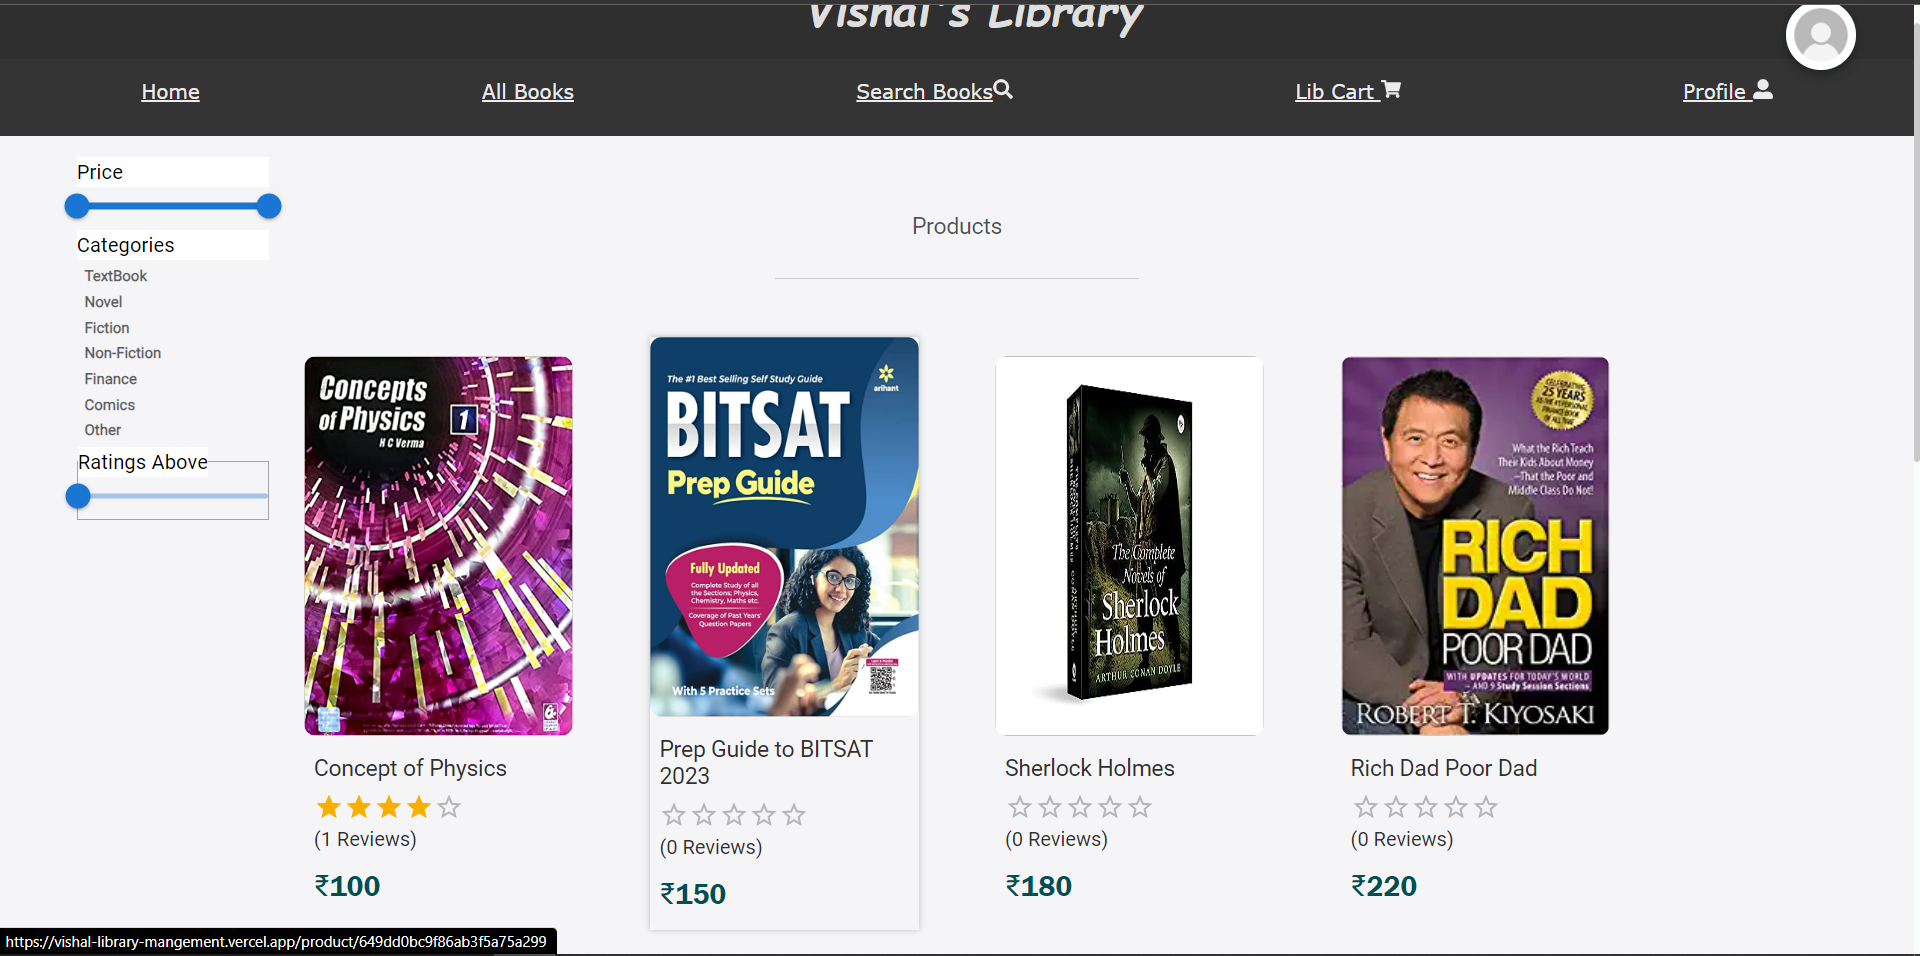 Vishal's Library
Home
All Books
Search Books
Lib Cart
Profile
Price
Categories
TextBook
Novel
Fiction
Non-Fiction
Finance
Comics
Other
Ratings Above
Products
Concepts
of Physics
1
H C Verma
Concept of Physics
(1 Reviews)
₹100
The #1 Best Selling Self Study Guide
arihant
BITSAT
Prep Guide
Fully Updated
Complete Study of all
the Sections; Physics,
Chemistry, Maths etc.
Coverage of Past Years'
Question Papers
With 5 Practice Sets
Prep Guide to BITSAT
2023
(0 Reviews)
₹150
The Complete
Novels of
Sherlock
Holmes
ARTHUR CONAN DOYLE
Sherlock Holmes
(0 Reviews)
₹180
CELEBRATING
25 YEARS
What the Rich Teach
Their Kids About Money
—That the Poor and
Middle Class Do Not!
RICH
DAD
POOR DAD
WITH UPDATES FOR TODAY'S WORLD
— AND 9 Study Session Sections
ROBERT T. KIYOSAKI
Rich Dad Poor Dad
(0 Reviews)
₹220
https://vishal-library-mangement.vercel.app/product/649dd0bc9f86ab3f5a75a299